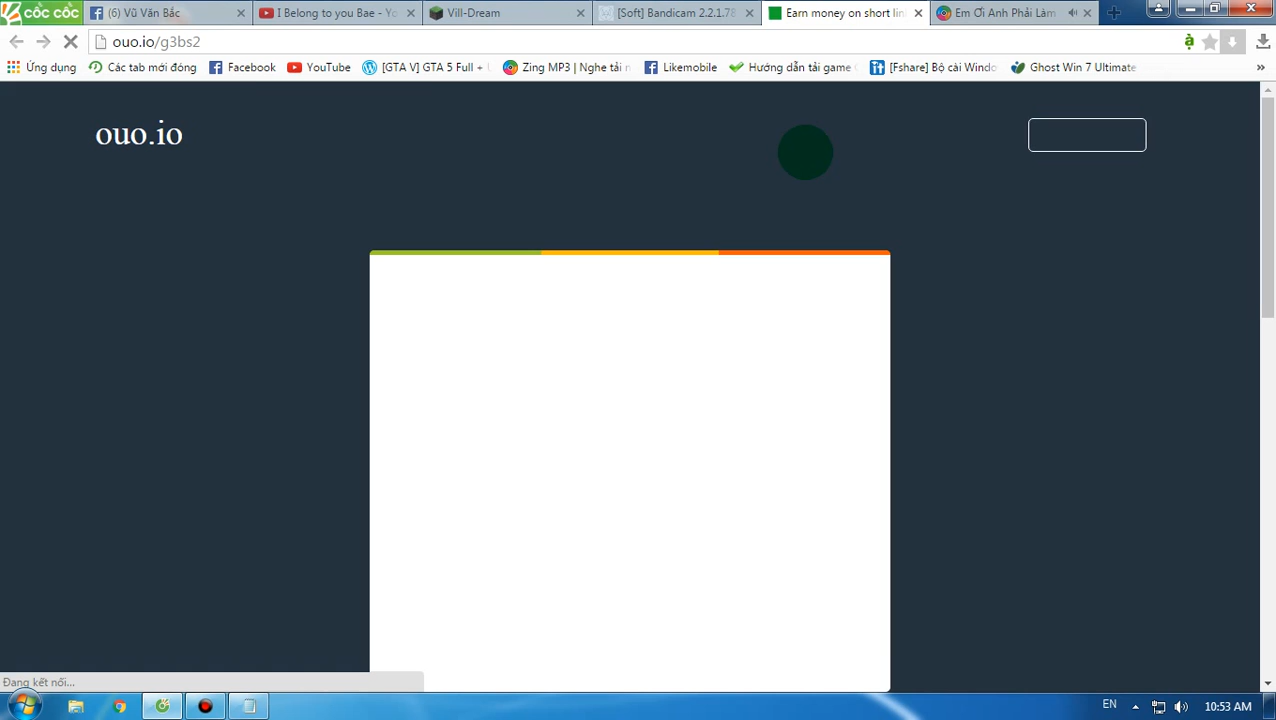 cốc cốc
(6) Vũ Văn Bắc
I Belong to you Bae - Yo
Vill-Dream
[Soft] Bandicam 2.2.1.78
Earn money on short lin
Em Ơi Anh Phải Làm
ouo.io/g3bs2
Ứng dụng
Các tab mới đóng
Facebook
YouTube
[GTA V] GTA 5 Full +
Zing MP3 | Nghe tải n
Likemobile
Hướng dẫn tải game
[Fshare] Bộ cài Windo
Ghost Win 7 Ultimate
»
ouo.io
Đang kết nối...
EN
10:53 AM